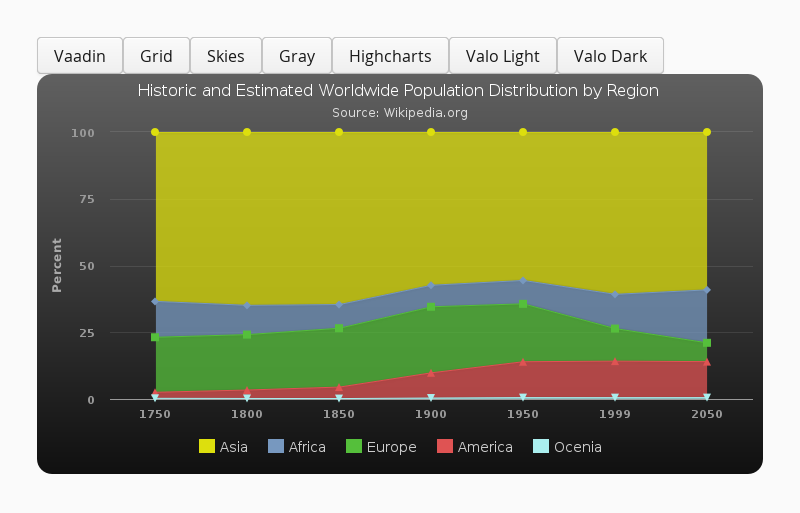 Vaadin Grid Skies Gray Highcharts Valo Light Valo Dark
Historic and Estimated Worldwide Population Distribution by Region
Source: Wikipedia.org
100
75
50
25
0
Percent
1750 1800 1850 1900 1950 1999 2050
Asia Africa Europe America Ocenia